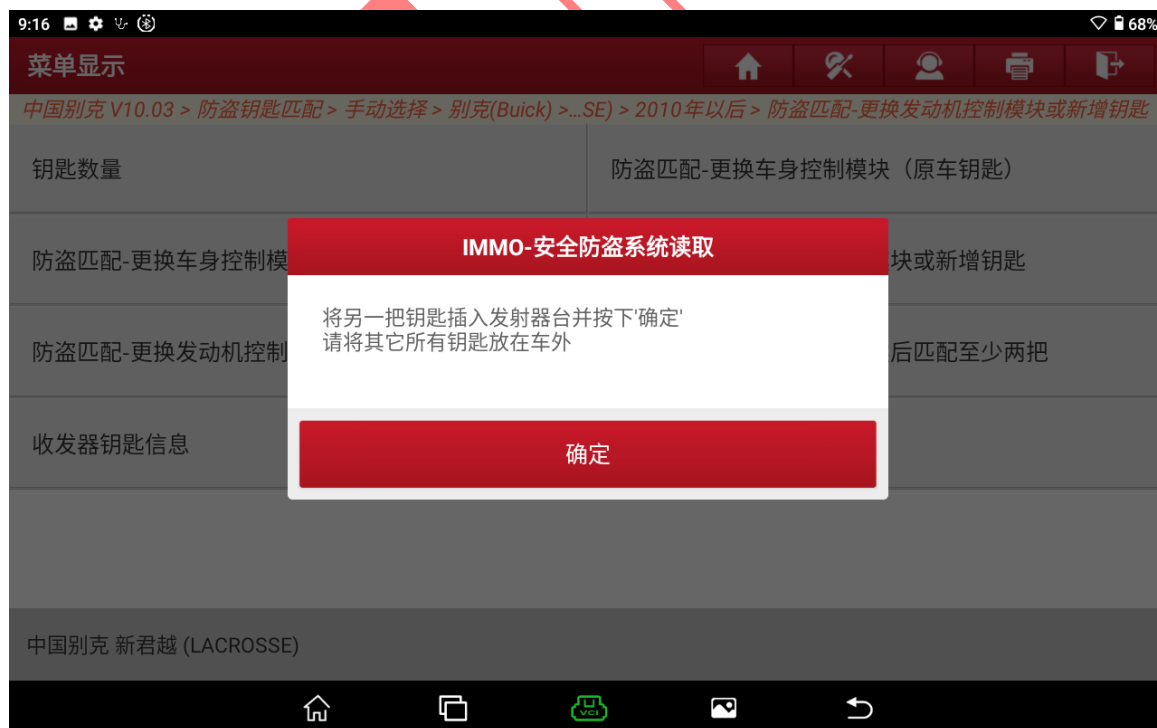 9:16
68%
菜单显示
中国别克 V10.03 > 防盗钥匙匹配 > 手动选择 > 别克(Buick) >...SE) > 2010年以后 > 防盗匹配-更换发动机控制模块或新增钥匙
钥匙数量
防盗匹配-更换车身控制模块（原车钥匙）
IMMO-安全防盗系统读取
防盗匹配-更换车身控制模
块或新增钥匙
将另一把钥匙插入发射器台并按下'确定'
请将其它所有钥匙放在车外
防盗匹配-更换发动机控制
后匹配至少两把
收发器钥匙信息
确定
中国别克 新君越 (LACROSSE)
VCI